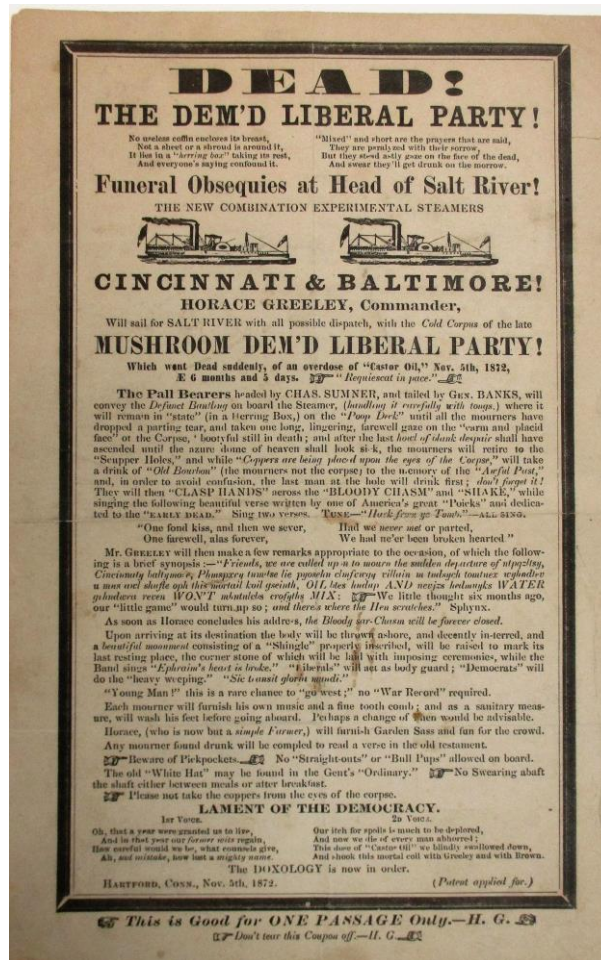 DEAD!
THE DEM'D LIBERAL PARTY!
No useless coffin encloses its breast,
Not a sheet or a shroud is around it,
It lies in a "herring box" taking its rest,
And everyone's saying confound it.
"Mixed" and short are the prayers that are said,
They are paralyzed with their sorrow,
But they stead astly gaze on the face of the dead,
And swear they'll get drunk on the morrow.
Funeral Obsequies at Head of Salt River!
THE NEW COMBINATION EXPERIMENTAL STEAMERS
CINCINNATI & BALTIMORE!
HORACE GREELEY, Commander,
Will sail for SALT RIVER with all possible dispatch, with the Cold Corpus of the late
MUSHROOM DEM'D LIBERAL PARTY!
Which went Dead suddenly, of an overdose of "Castor Oil," Nov. 5th, 1872,
Æ 6 months and 5 days. "Requiescat in pace."
The Pall Bearers headed by CHAS. SUMNER, and tailed by GEN. BANKS, will
convey the Defunct Bantling on board the Steamer, (handling it carefully with tongs,) where it
will remain in "state" (in a Herring Box,) on the "Poop Deck" until all the mourners have
dropped a parting tear, and taken one long, lingering, farewell gaze on the "carm and placid
face" of the Corpse, 'bootyful still in death; and after the last howl of blank despair shall have
ascended until the azure dome of heaven shall look sick, the mourners will retire to the
"Scupper Holes," and while "Coppers are being placed upon the eyes of the Corpse," will take
a drink of "Old Bourbon" (the mourners not the corpse) to the memory of the "Awful Past,"
and, in order to avoid confusion, the last man at the hole will drink first; don't forget it!
They will then "CLASP HANDS" across the "BLOODY CHASM" and "SHAKE," while
singing the following beautiful verse written by one of America's great "Poicks" and dedica-
ted to the "EARLY DEAD." Sing two verses. TUNE—"Hark from ye Tomb"—ALL SING.
"One fond kiss, and then we sever,
One farewell, alas forever,
Had we never met or parted,
We had ne'er been broken hearted"
Mr. GREELEY will then make a few remarks appropriate to the occasion, of which the follow-
ing is a brief synopsis:—"Friends, we are called up n to mourn the sudden departure of
Cincinnaty
villain
u mus and shufle oph this mortail koil OIL AND WATER
WON'T MIX: We little thought six months ago,
our "little game" would turn up so; and there's where the Hen scratches." Sphynx.
As soon as Horace concludes his address, the Bloody yar-Chasm will be forever closed.
Upon arriving at its destination the body will be thrown ashore, and decently in-terred, and
a beautiful monument consisting of a "Shingle" properly inscribed, will be raised to mark its
last resting place, the corner stone of which will be laid with imposing ceremonies, while the
Band sings "Ephraim's heart is broke." "Liberals" will act as body guard; "Democrats" will
do the "heavy weeping." "Sic transit gloria mundi."
"Young Man!" this is a rare chance to "go west;" no "War Record" required.
Each mourner will furnish his own music and a fine tooth comb; and as a sanitary meas-
ure, will wash his feet before going aboard. Perhaps a change of linen would be advisable.
Horace, (who is now but a simple Farmer,) will furnish Garden Sass and fun for the crowd.
Any mourner found drunk will be compled to read a verse in the old testament.
Beware of Pickpockets. No "Straight-outs" or "Bull Pups" allowed on board.
The old "White Hat" may be found in the Gent's "Ordinary." No Swearing abaft
the shaft either between meals or after breakfast.
Please not take the coppers from the eyes of the corpse.
LAMENT OF THE DEMOCRACY.
1ST VOICE.
Oh, that a year were granted us to live,
And in that year our former wits regain,
How careful would we be, what counsels give,
Ah, sad mistake, how lost a mighty name.
2D VOICE.
Our itch for spoils is much to be deplored,
And now we die of every man abhorred;
This dose of "Castor Oil" we blindly swallowed down,
And shook this mortal coil with Greeley and with Brown.
The DOXOLOGY is now in order.
HARTFORD, CONN., Nov. 5th, 1872. (Patent applied for.)
This is Good for ONE PASSAGE Only.—H. G.
Don't tear this Coupon off.—H. G.